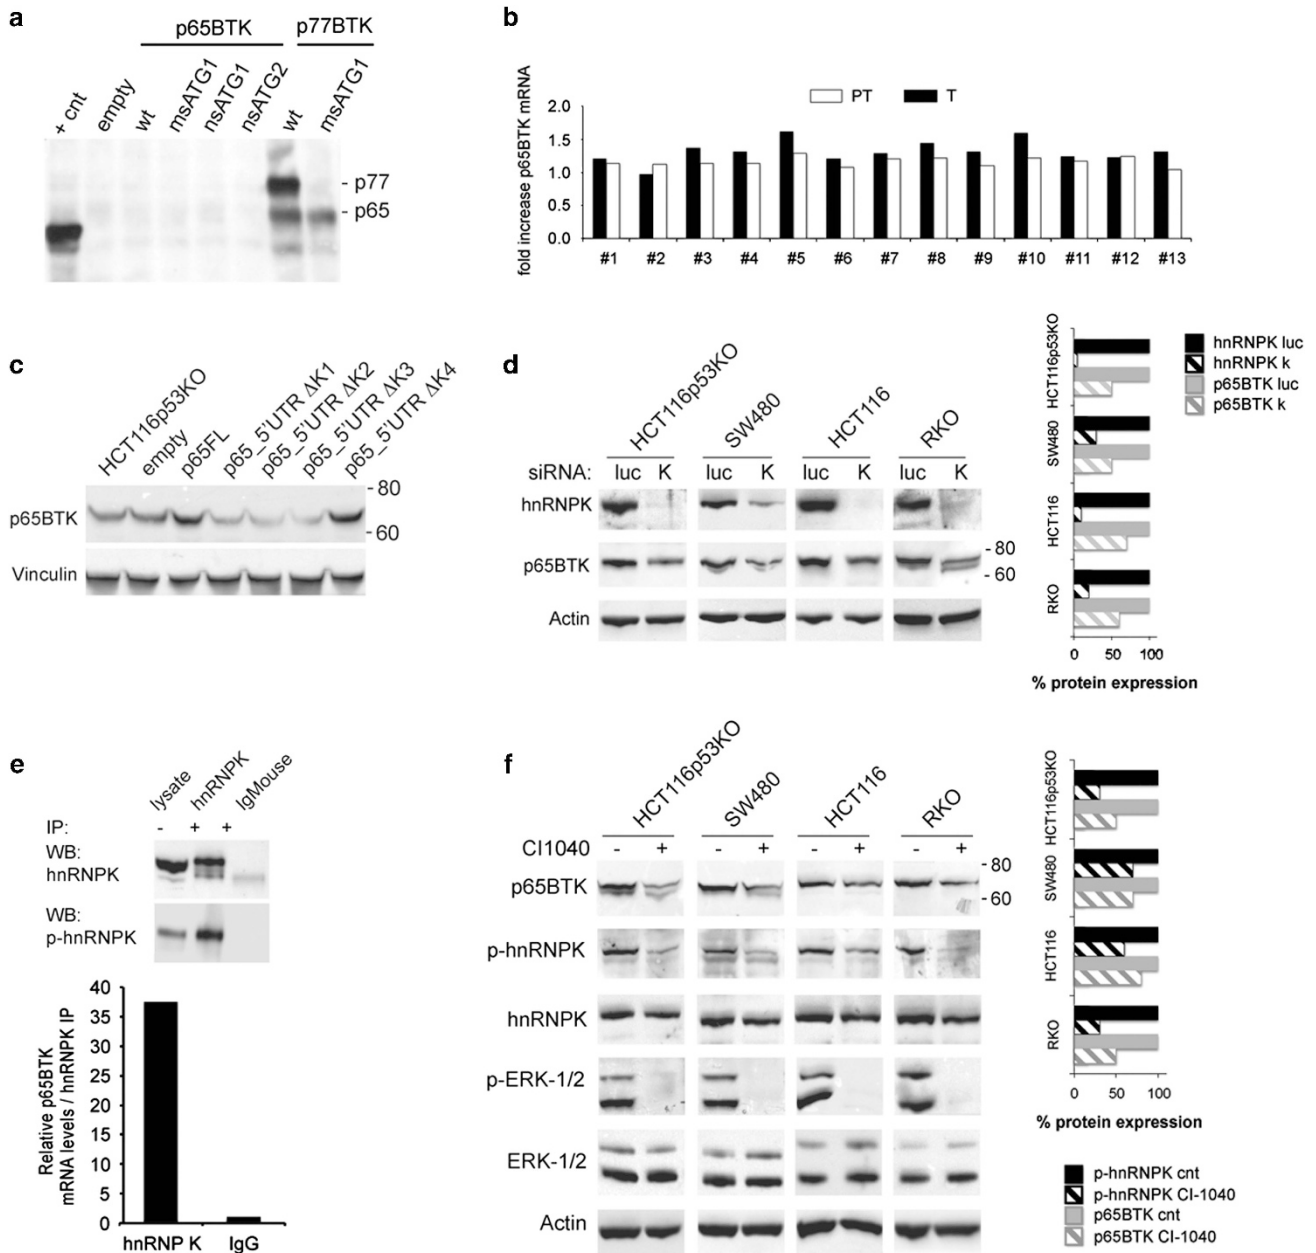 a
p65BTK
p77BTK
+ cnt
empty
wt
msATG1
nsATG1
nsATG2
wt
msATG1
- p77
- p65
b
fold increase p65BTK mRNA
PT
T
2.0
1.5
1.0
0.5
0.0
#1 #2 #3 #4 #5 #6 #7 #8 #9 #10 #11 #12 #13
c
HCT116p53KO
empty
p65FL
p65_5'UTR ΔK1
p65_5'UTR ΔK2
p65_5'UTR ΔK3
p65_5'UTR ΔK4
p65BTK
- 80
- 60
Vinculin
d
HCT116p53KO
SW480
HCT116
RKO
siRNA: luc K luc K luc K luc K
hnRNPK
p65BTK
- 80
- 60
Actin
HCT116p53KO
SW480
HCT116
RKO
0 50 100
% protein expression
hnRNPK luc
hnRNPK k
p65BTK luc
p65BTK k
e
lysate
hnRNPK
IgMouse
IP: - + +
WB:
hnRNPK
WB:
p-hnRNPK
Relative p65BTK
mRNA levels / hnRNPK IP
40
35
30
25
20
15
10
5
0
hnRNP K IgG
f
HCT116p53KO
SW480
HCT116
RKO
CI1040 - + - + - + - +
p65BTK
- 80
- 60
p-hnRNPK
hnRNPK
p-ERK-1/2
ERK-1/2
Actin
HCT116p53KO
SW480
HCT116
RKO
0 50 100
% protein expression
p-hnRNPK cnt
p-hnRNPK CI-1040
p65BTK cnt
p65BTK CI-1040